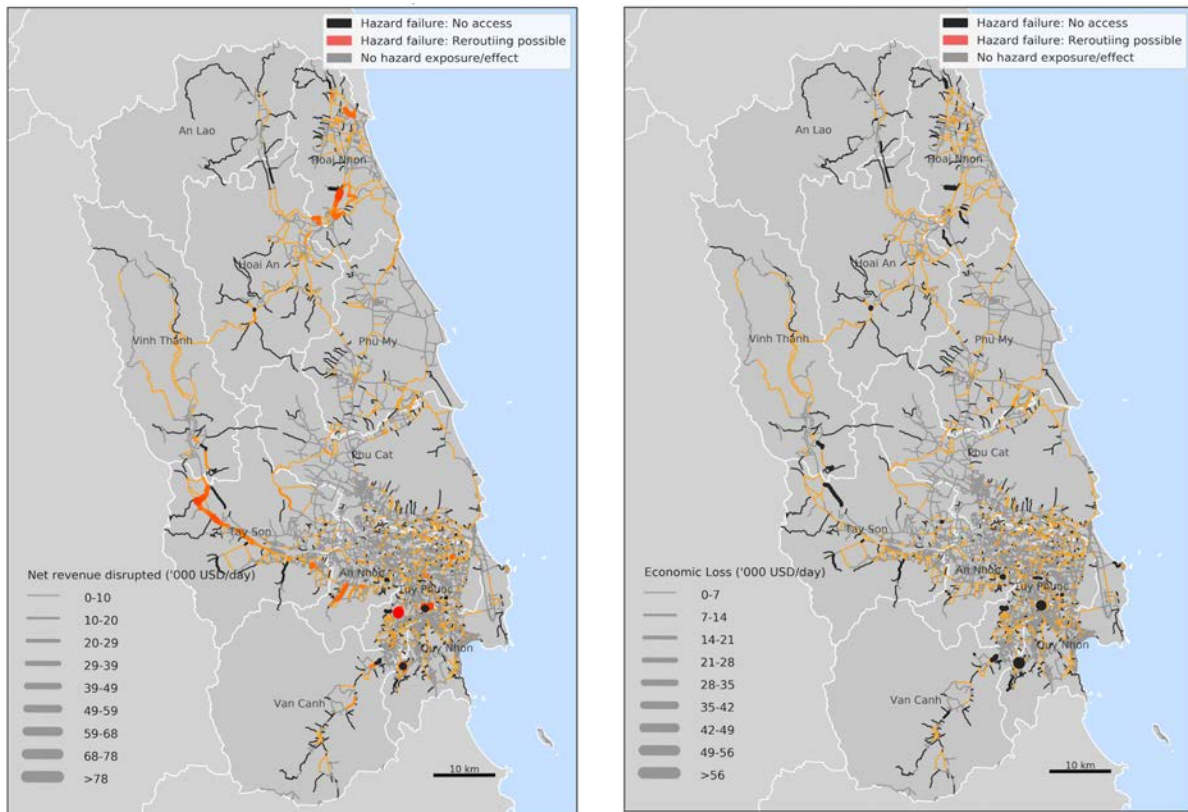 Hazard failure: No access
Hazard failure: Reroutiing possible
No hazard exposure/effect
An Lao
Hoai Nhon
Hoai An
Vinh Thanh
Phu My
Phu Cat
Tay Son
An Nhon
Tuy Phuoc
Quy Nhon
Van Canh
Net revenue disrupted ('000 USD/day)
0-10
10-20
20-29
29-39
39-49
49-59
59-68
68-78
>78
10 km
Hazard failure: No access
Hazard failure: Rerouting possible
No hazard exposure/effect
An Lao
Hoai Nhon
Hoai An
Vinh Thanh
Phu My
Phu Cat
Tay Son
An Nhon
Tuy Phuoc
Quy Nhon
Van Canh
Economic Loss ('000 USD/day)
0-7
7-14
14-21
21-28
28-35
35-42
42-49
49-56
>56
10 km